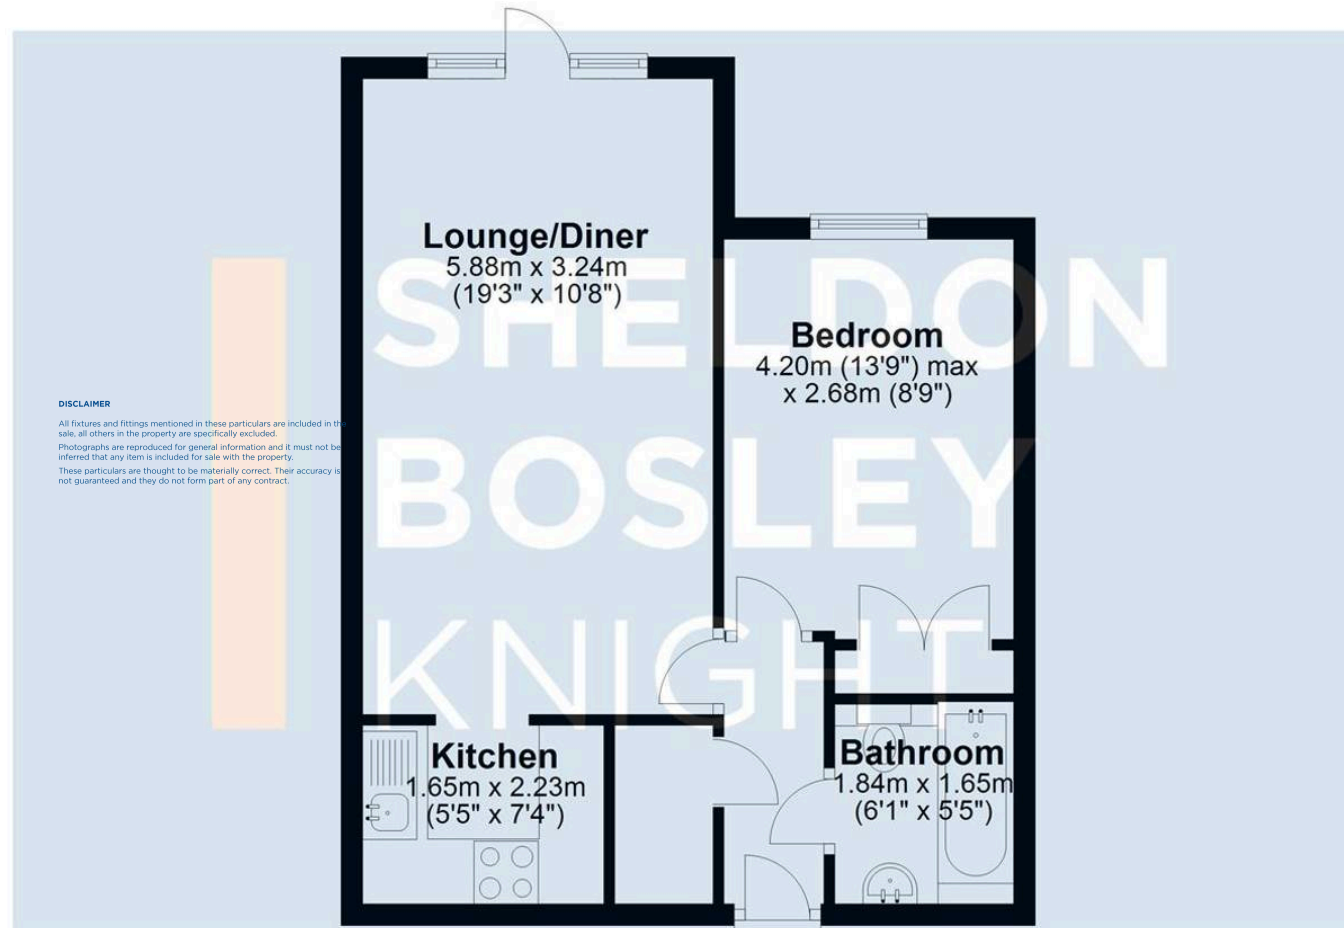 Lounge/Diner
5.88m x 3.24m
(19'3" x 10'8")
SHELDON
Bedroom
4.20m (13'9") max
x 2.68m (8'9")
DISCLAIMER
All fixtures and fittings mentioned in these particulars are included in the
sale, all others in the property are specifically excluded.
Photographs are reproduced for general information and it must not be
inferred that any item is included for sale with the property.
These particulars are thought to be materially correct. Their accuracy is
not guaranteed and they do not form part of any contract.
BOSLEY
KNIGHT
Kitchen
1.65m x 2.23m
(5'5" x 7'4")
Bathroom
1.84m x 1.65m
(6'1" x 5'5")